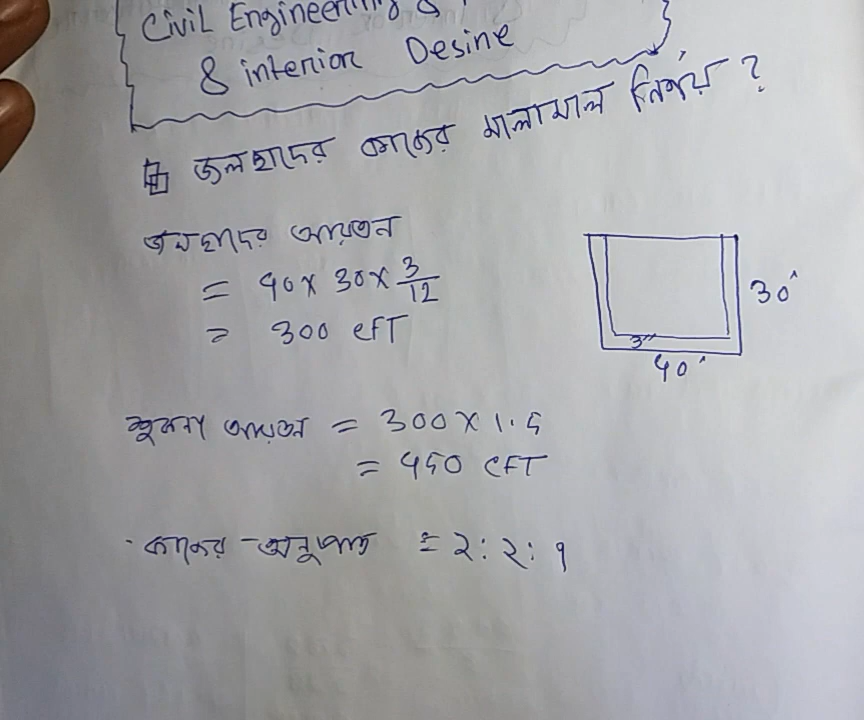 Civil Engineering &
& interior Desine
জলছাদের কাজের মালামাল নির্ণয় ?
জলছাদের আয়তন
= 40 x 30 x 3/12
= 300 CFT
30'
3"
40'
শুকনা আয়তন = 300 x 1.5
= 450 CFT
কাজের অনুপাত = ২ : ২ : ৭